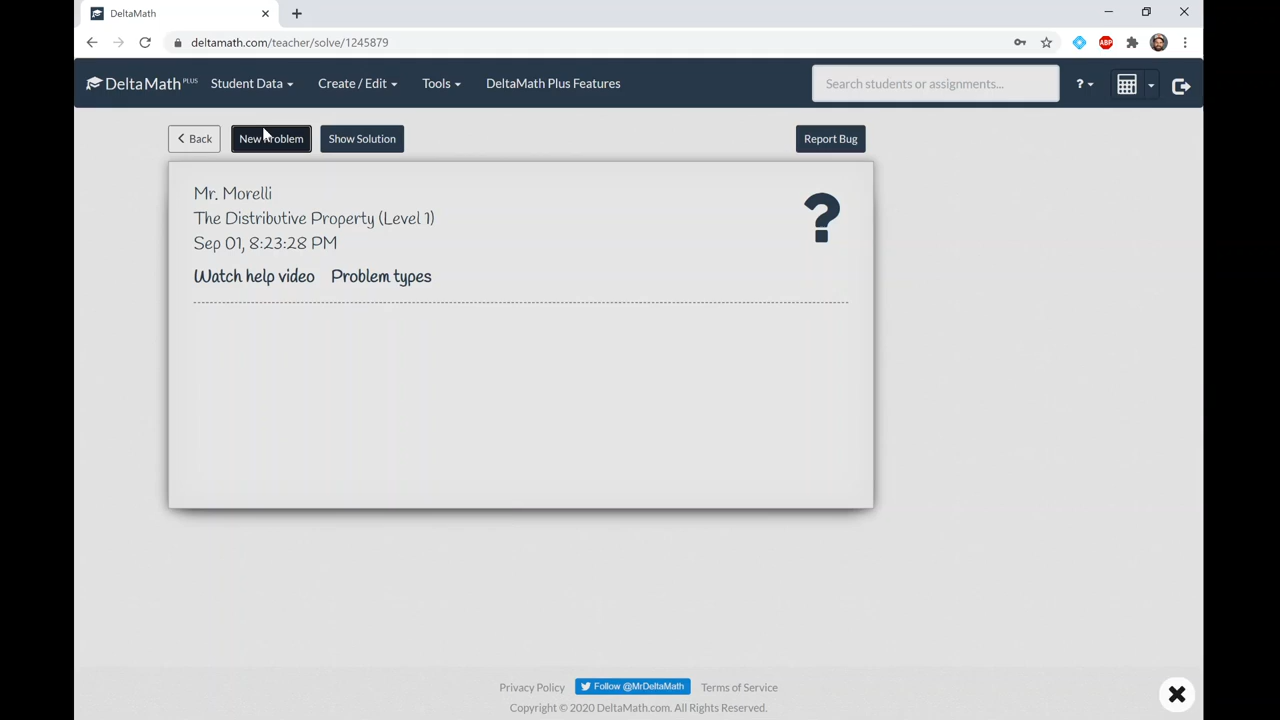 DeltaMath
deltamath.com/teacher/solve/1245879
ABP
DeltaMath PLUS Student Data Create / Edit Tools DeltaMath Plus Features Search students or assignments... ?
Back New Problem Show Solution Report Bug
Mr. Morelli
The Distributive Property (Level 1)
Sep 01, 8:23:28 PM
Watch help video Problem types
?
Privacy Policy Follow @MrDeltaMath Terms of Service
Copyright © 2020 DeltaMath.com. All Rights Reserved.